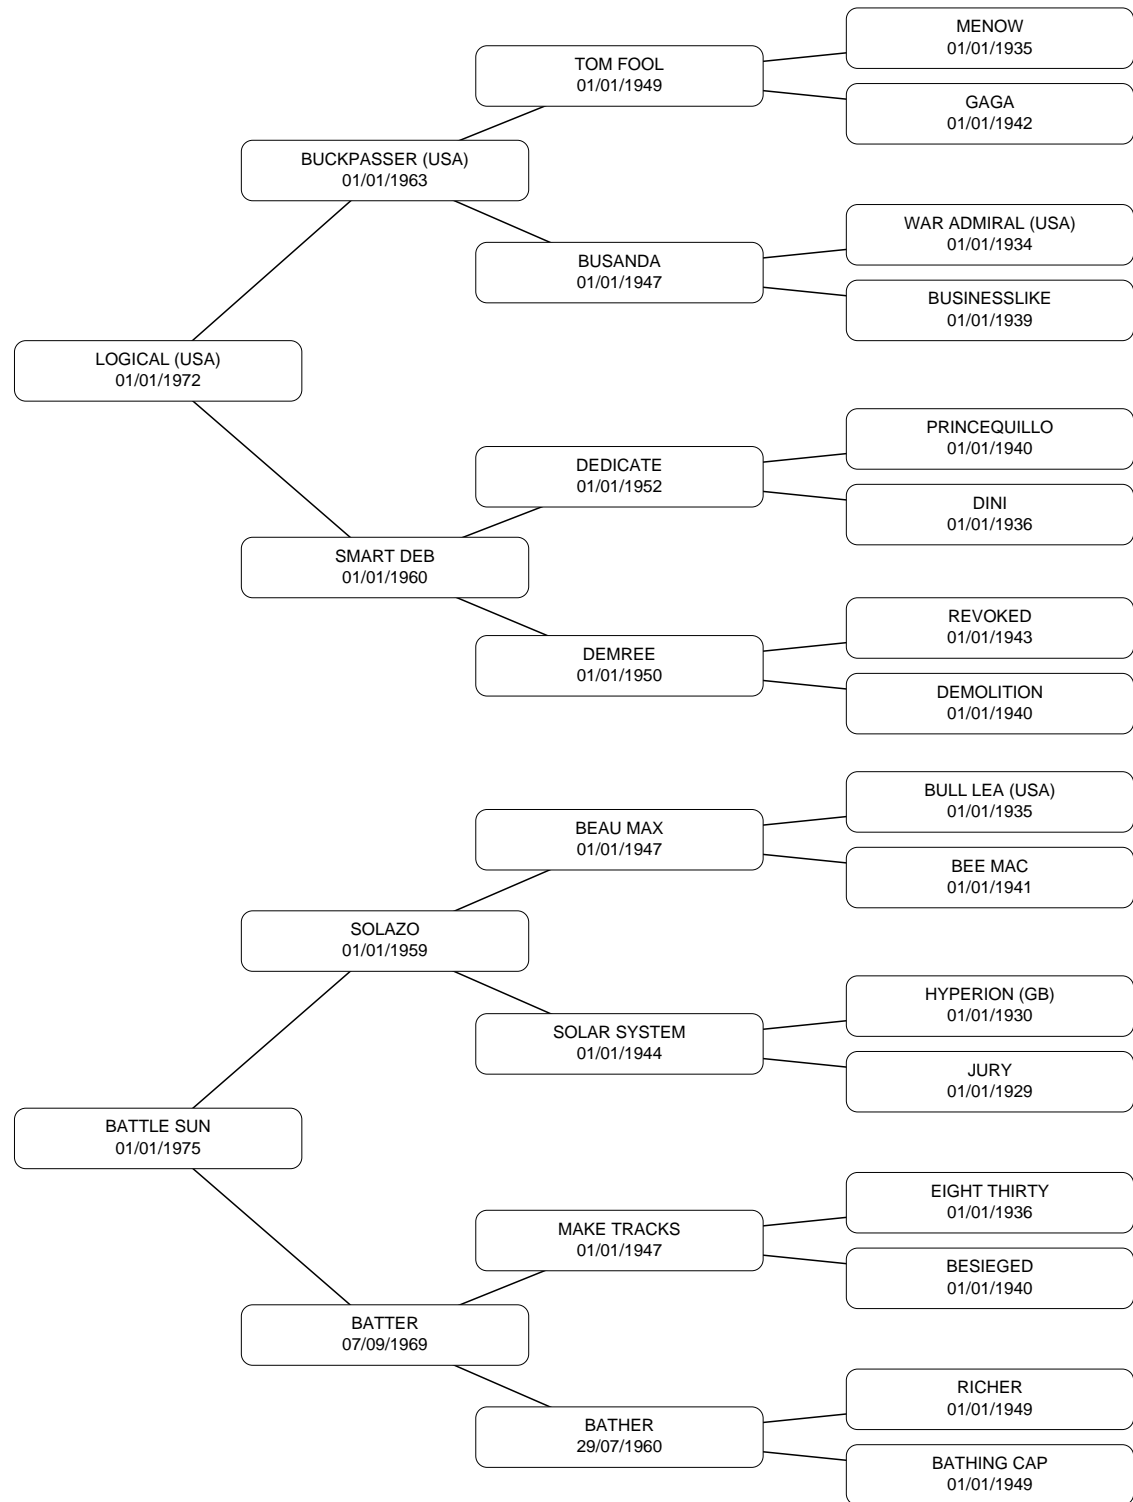 MENOW
01/01/1935
TOM FOOL
01/01/1949
GAGA
01/01/1942
BUCKPASSER (USA)
01/01/1963
WAR ADMIRAL (USA)
01/01/1934
BUSANDA
01/01/1947
BUSINESSLIKE
01/01/1939
LOGICAL (USA)
01/01/1972
PRINCEQUILLO
01/01/1940
DEDICATE
01/01/1952
DINI
01/01/1936
SMART DEB
01/01/1960
REVOKED
01/01/1943
DEMREE
01/01/1950
DEMOLITION
01/01/1940
BULL LEA (USA)
01/01/1935
BEAU MAX
01/01/1947
BEE MAC
01/01/1941
SOLAZO
01/01/1959
HYPERION (GB)
01/01/1930
SOLAR SYSTEM
01/01/1944
JURY
01/01/1929
BATTLE SUN
01/01/1975
EIGHT THIRTY
01/01/1936
MAKE TRACKS
01/01/1947
BESIEGED
01/01/1940
BATTER
07/09/1969
RICHER
01/01/1949
BATHER
29/07/1960
BATHING CAP
01/01/1949